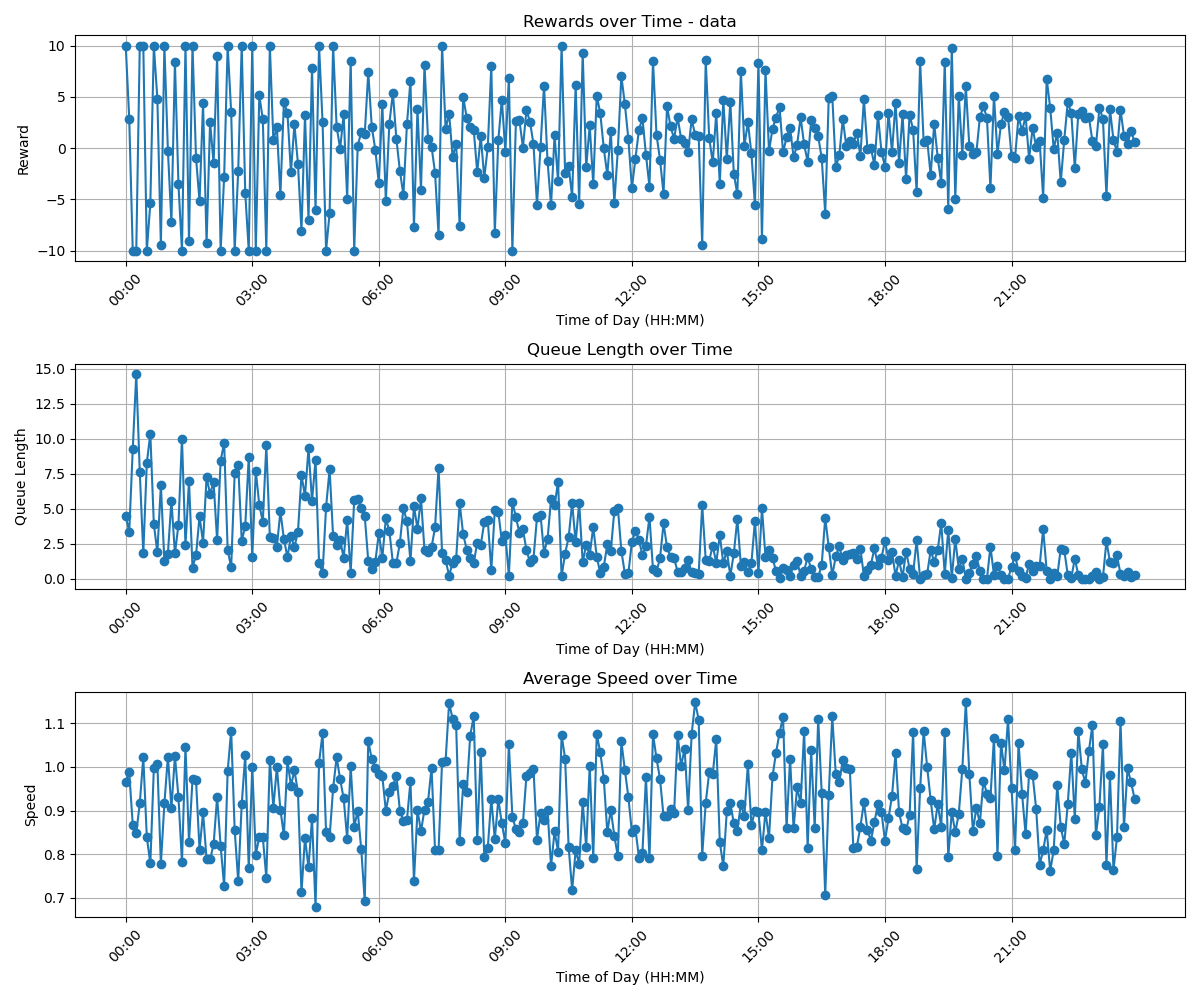 Rewards over Time - data
Reward
10
5
0
−5
−10
00:00 03:00 06:00 09:00 12:00 15:00 18:00 21:00
Time of Day (HH:MM)
Queue Length over Time
Queue Length
15.0
12.5
10.0
7.5
5.0
2.5
0.0
00:00 03:00 06:00 09:00 12:00 15:00 18:00 21:00
Time of Day (HH:MM)
Average Speed over Time
Speed
1.1
1.0
0.9
0.8
0.7
00:00 03:00 06:00 09:00 12:00 15:00 18:00 21:00
Time of Day (HH:MM)